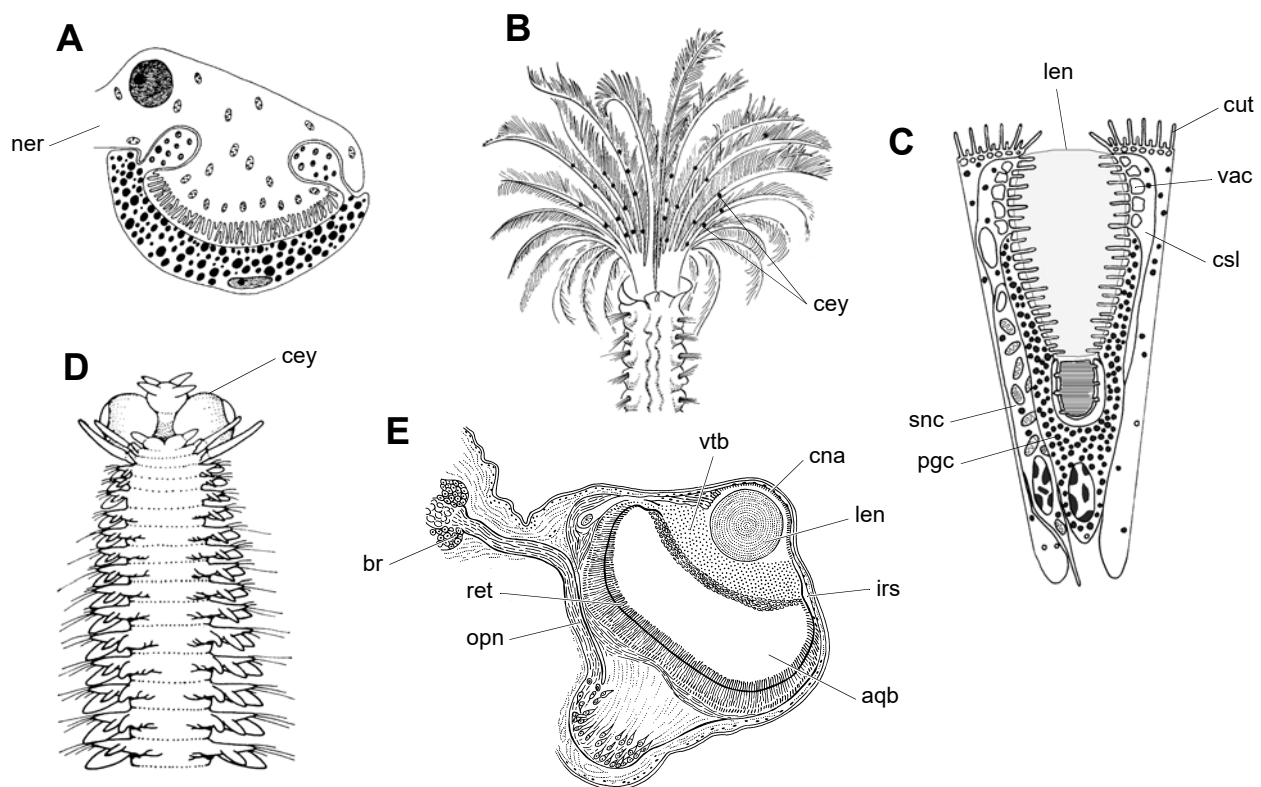 A
ner
B
cey
C
len
cut
vac
csl
snc
pgc
D
cey
E
vtb
cna
len
br
ret
irs
opn
aqb